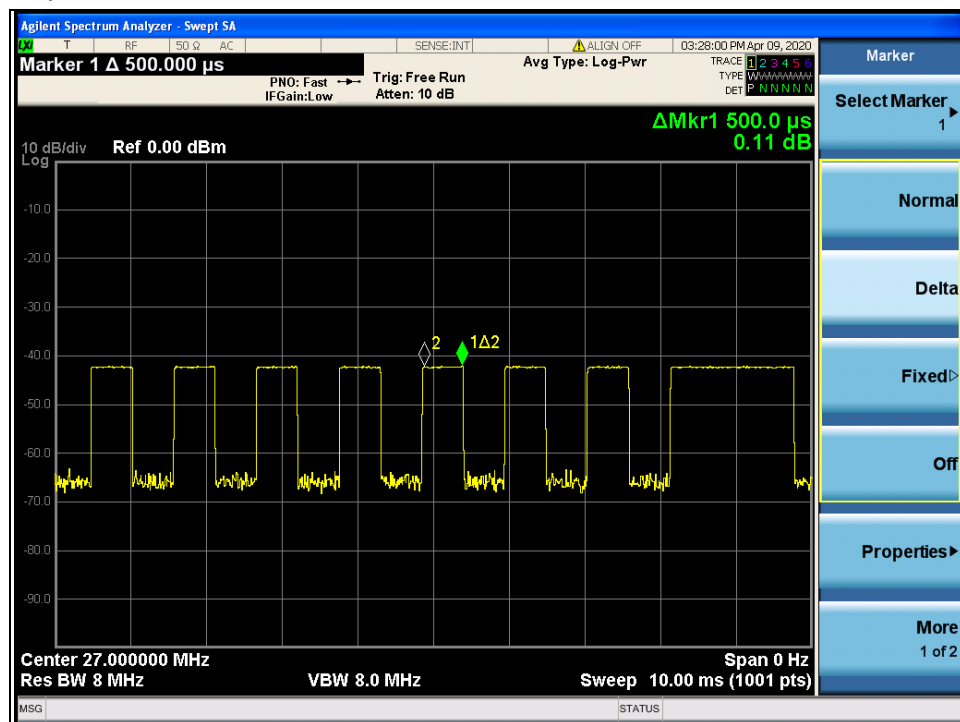 Agilent Spectrum Analyzer - Swept SA
LXI T RF 50 Ω AC SENSE:INT ALIGN OFF 03:28:00 PM Apr 09, 2020
Marker 1 Δ 500.000 µs
PNO: Fast
IFGain:Low
Trig: Free Run
Atten: 10 dB
Avg Type: Log-Pwr
TRACE 1 2 3 4 5 6
TYPE WWWWWW
DET P N N N N N
ΔMkr1 500.0 µs
0.11 dB
10 dB/div Ref 0.00 dBm
Log
-10.0
-20.0
-30.0
-40.0
-50.0
-60.0
-70.0
-80.0
-90.0
2 1Δ2
Center 27.000000 MHz Span 0 Hz
Res BW 8 MHz VBW 8.0 MHz Sweep 10.00 ms (1001 pts)
MSG STATUS
Marker
Select Marker
1
Normal
Delta
Fixed
Off
Properties
More
1 of 2